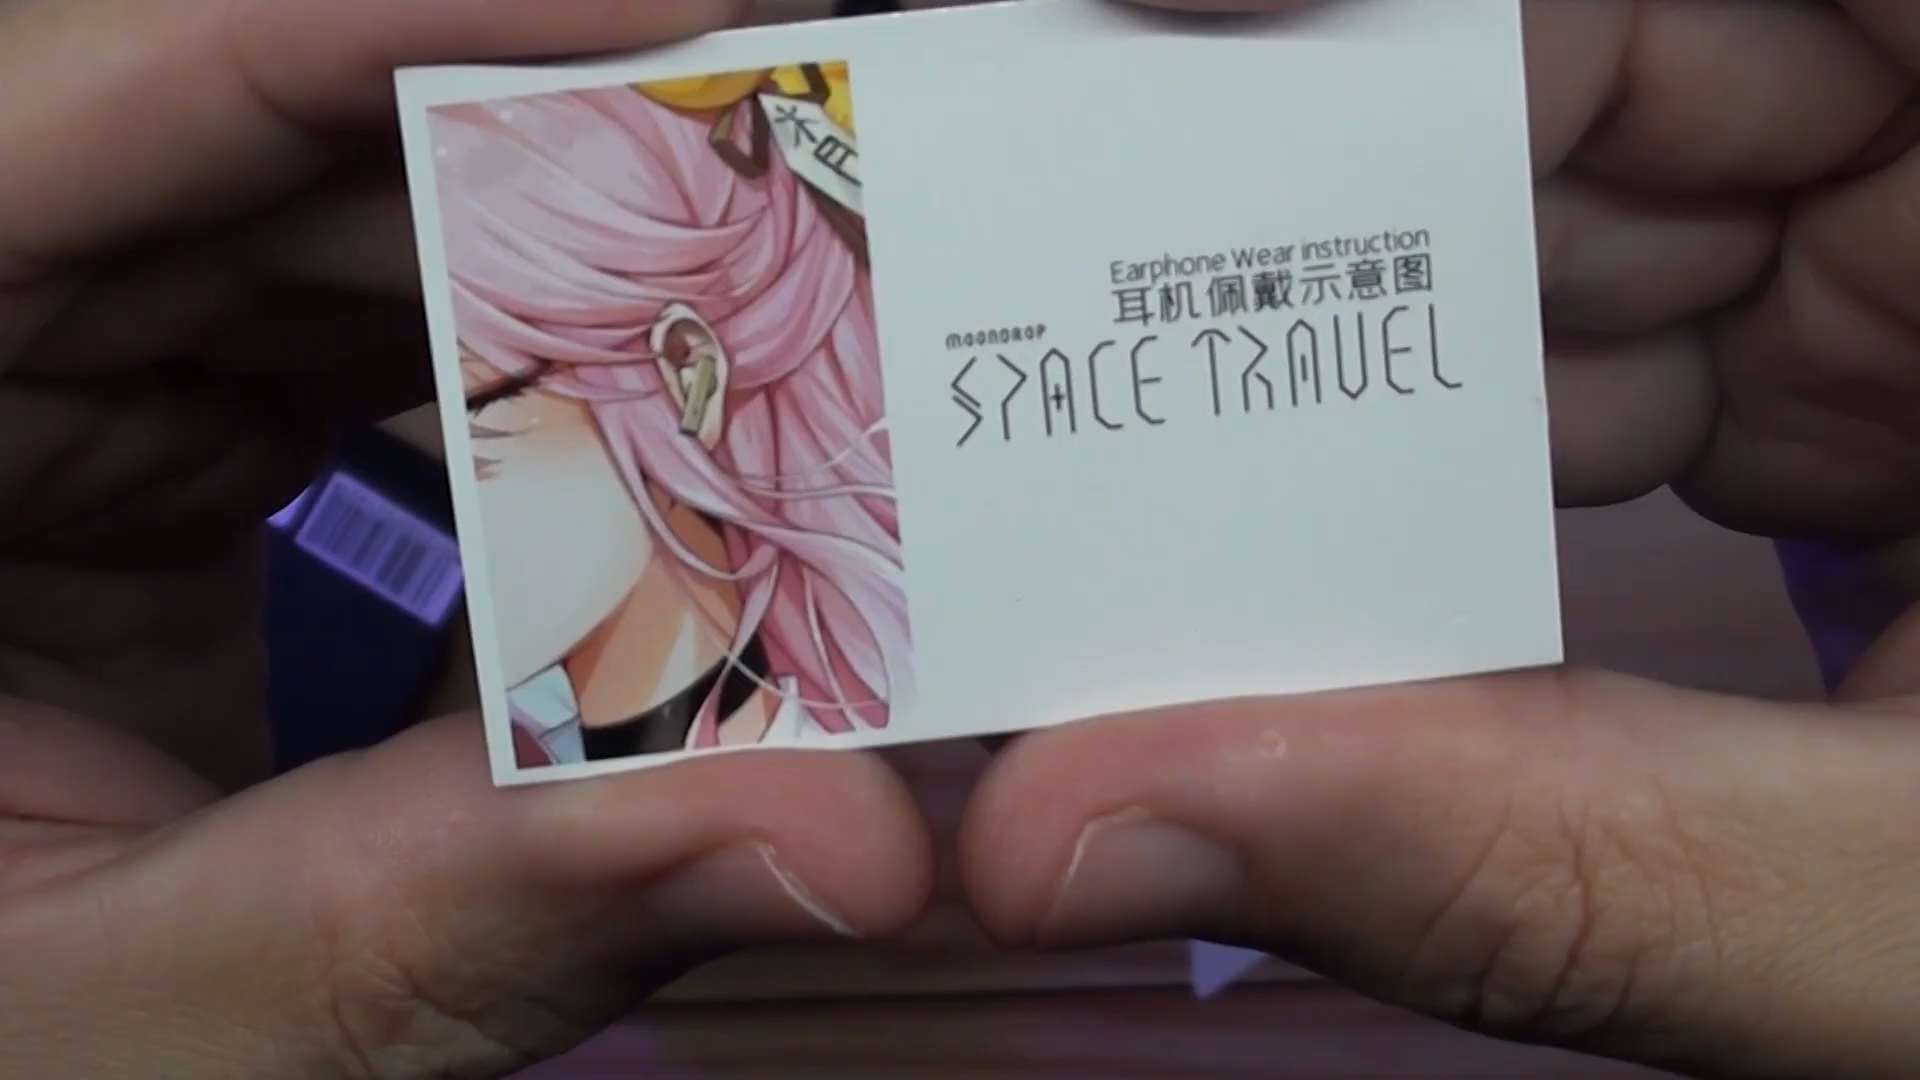 Earphone Wear instruction
耳机佩戴示意图
MOONDROP
SPACE TRAVEL